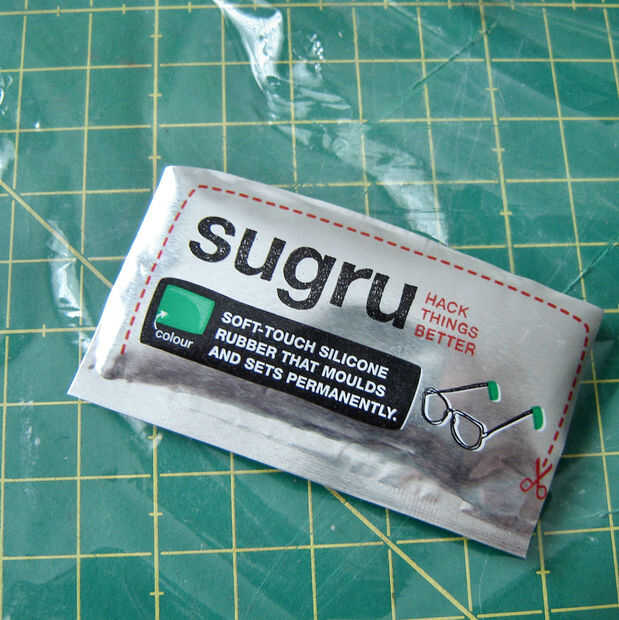 sugru
HACK
THINGS
BETTER
colour
SOFT-TOUCH SILICONE
RUBBER THAT MOULDS
AND SETS PERMANENTLY.